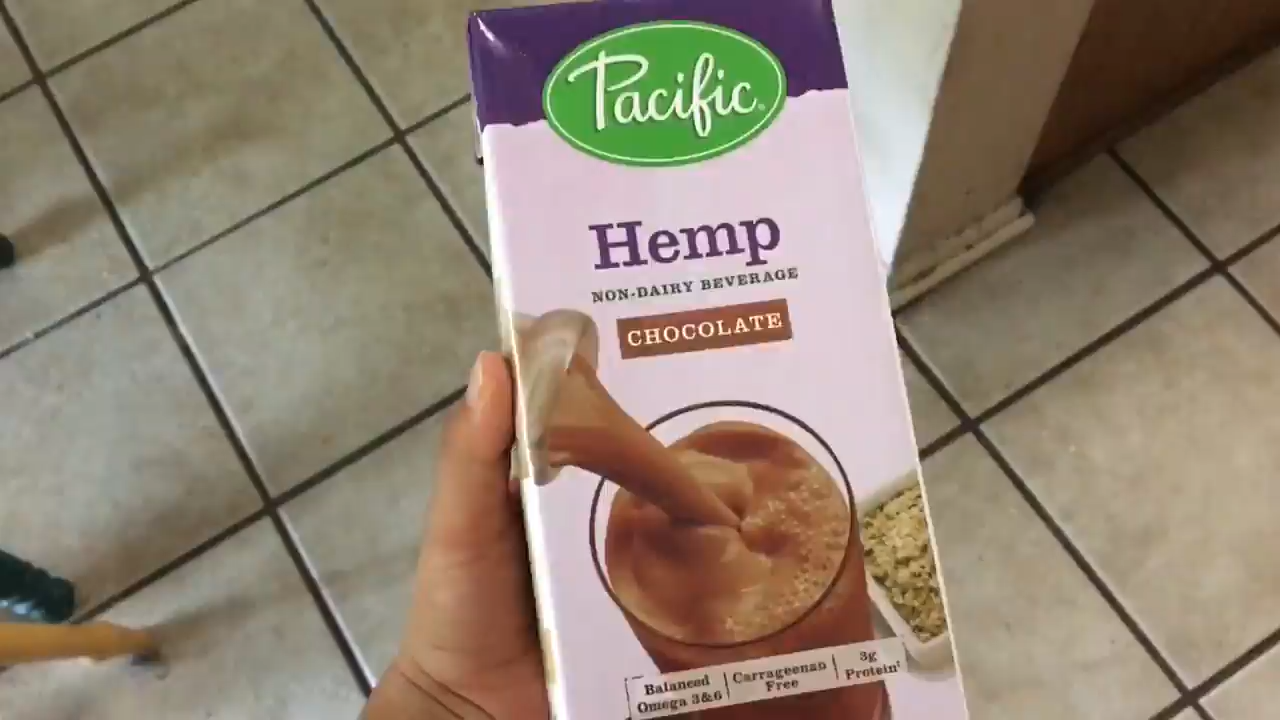 Pacific®
Hemp
NON-DAIRY BEVERAGE
CHOCOLATE
Balanced
Omega 3&6
Carrageenan
Free
3g
Protein†